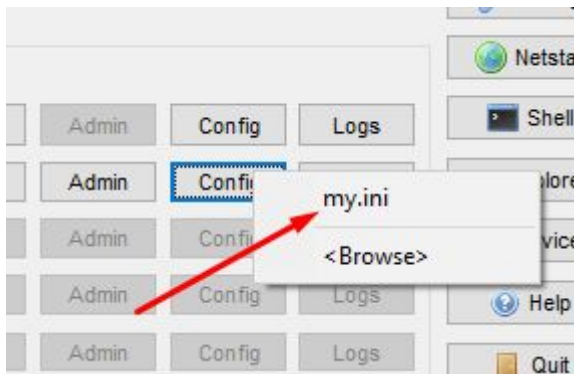 Netsta
Admin Config Logs
Shell
Admin Confi
my.ini
lore
<Browse>
Admin Confi
vice
Admin Config Logs
Help
Admin Config Logs
Quit